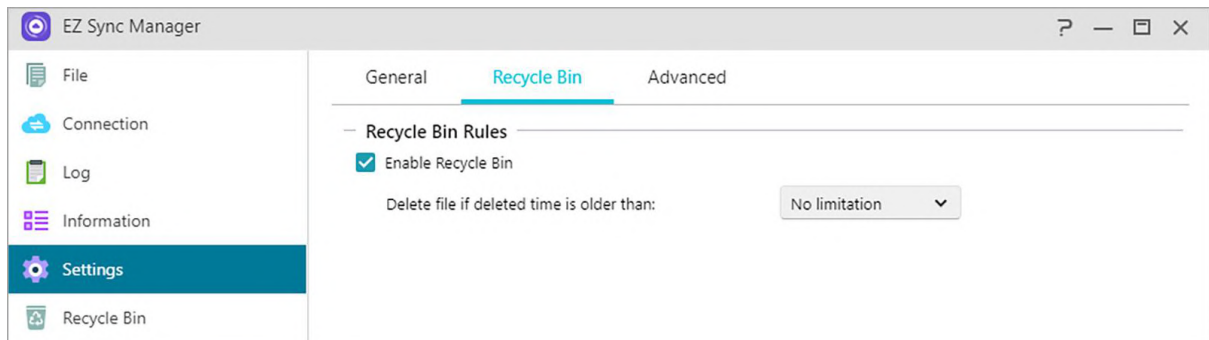 EZ Sync Manager
File
Connection
Log
Information
Settings
Recycle Bin
General Recycle Bin Advanced
Recycle Bin Rules
Enable Recycle Bin
Delete file if deleted time is older than: No limitation